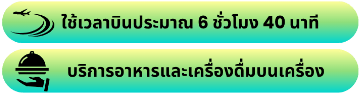 ใช้เวลาบินประมาณ 6 ชั่วโมง 40 นาที
บริการอาหารและเครื่องดื่มบนเครื่อง